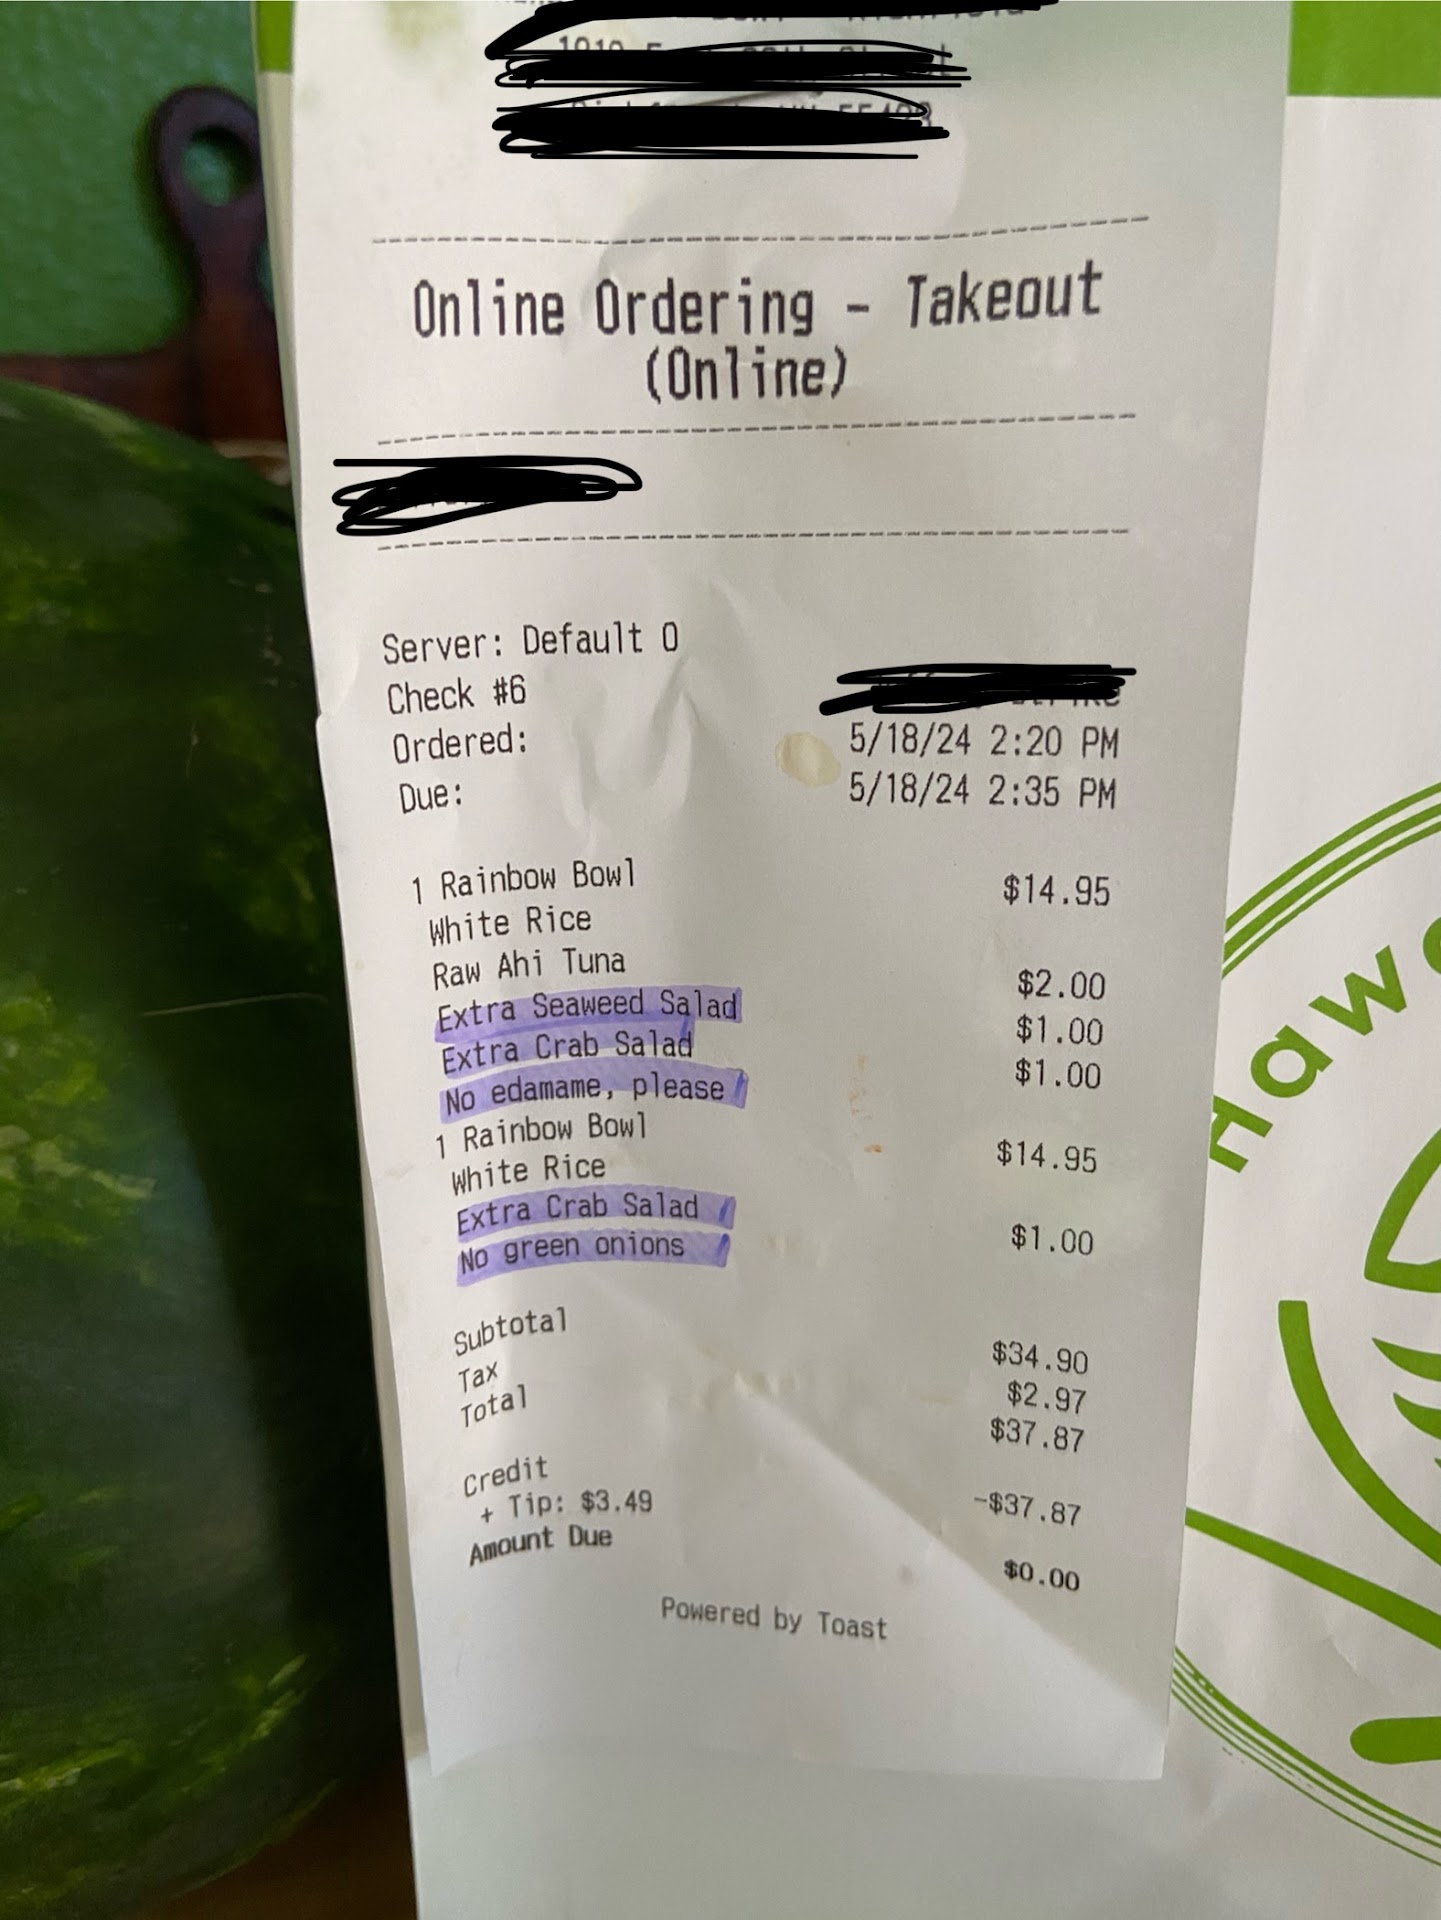 Online Ordering - Takeout
(Online)
Server: Default O
Check #6
Ordered: 5/18/24 2:20 PM
Due: 5/18/24 2:35 PM
1 Rainbow Bowl $14.95
White Rice
Raw Ahi Tuna $2.00
Extra Seaweed Salad $1.00
Extra Crab Salad $1.00
No edamame, please
1 Rainbow Bowl $14.95
White Rice
Extra Crab Salad $1.00
No green onions
Subtotal $34.90
Tax $2.97
Total $37.87
Credit -$37.87
+ Tip: $3.49
Amount Due $0.00
Powered by Toast